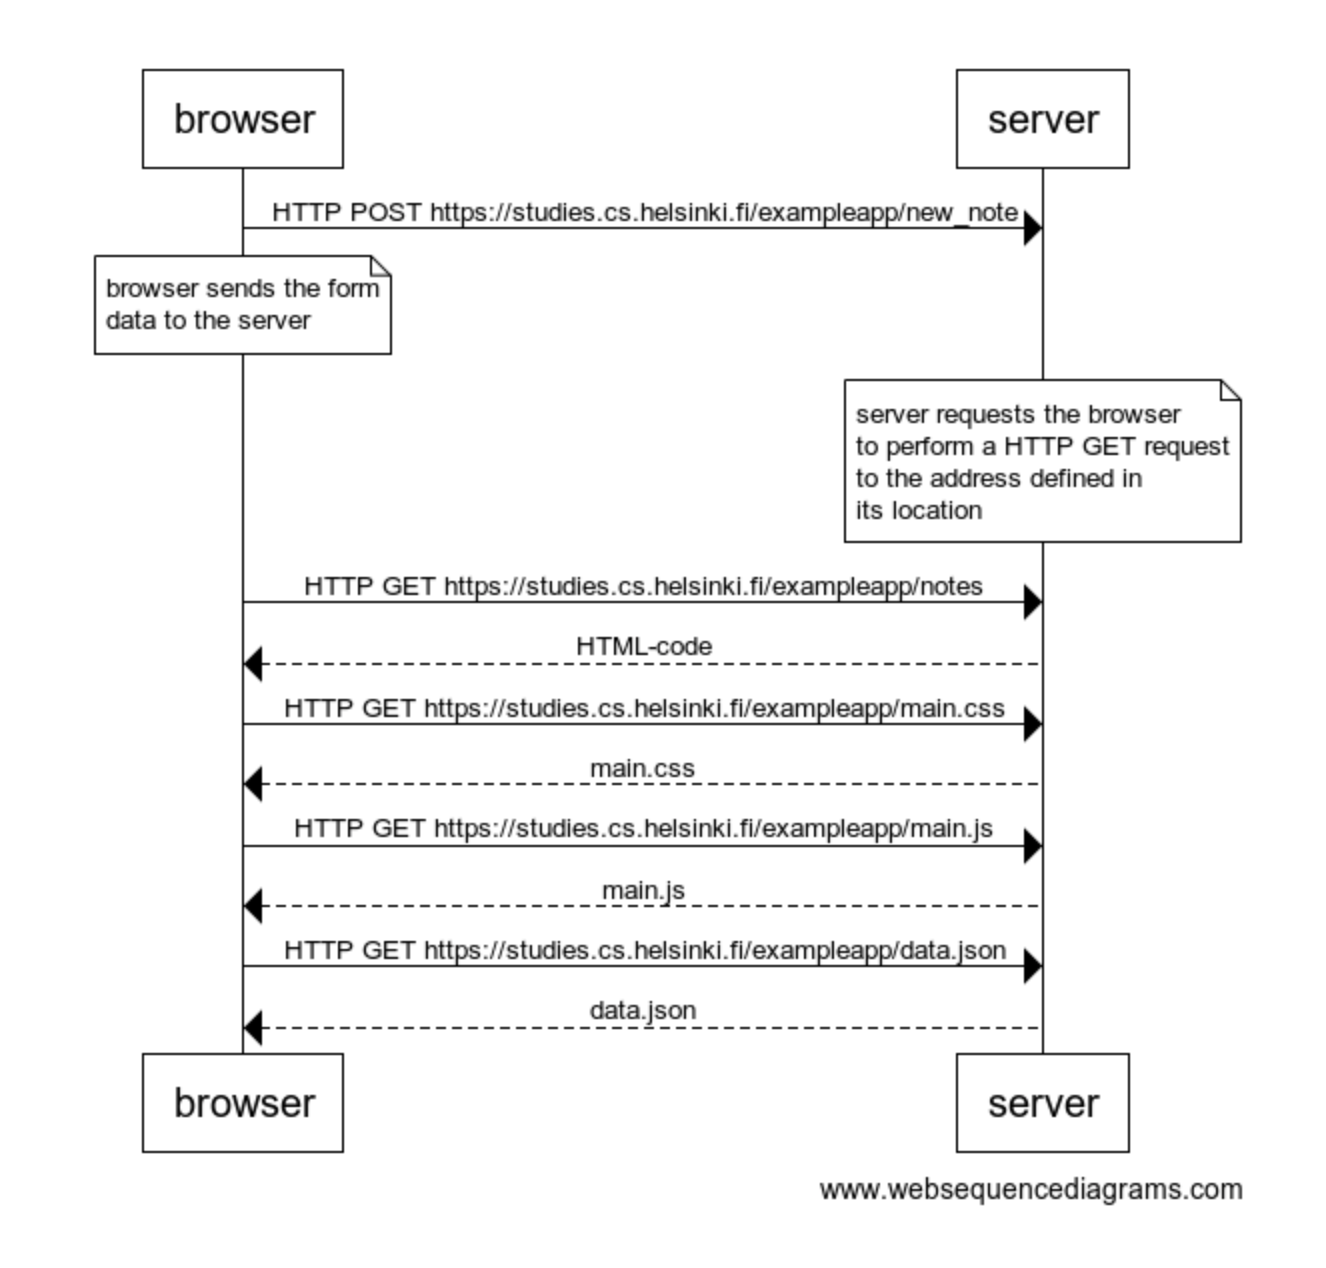 browser
server
HTTP POST https://studies.cs.helsinki.fi/exampleapp/new_note
browser sends the form
data to the server
server requests the browser
to perform a HTTP GET request
to the address defined in
its location
HTTP GET https://studies.cs.helsinki.fi/exampleapp/notes
HTML-code
HTTP GET https://studies.cs.helsinki.fi/exampleapp/main.css
main.css
HTTP GET https://studies.cs.helsinki.fi/exampleapp/main.js
main.js
HTTP GET https://studies.cs.helsinki.fi/exampleapp/data.json
data.json
browser
server
www.websequencediagrams.com